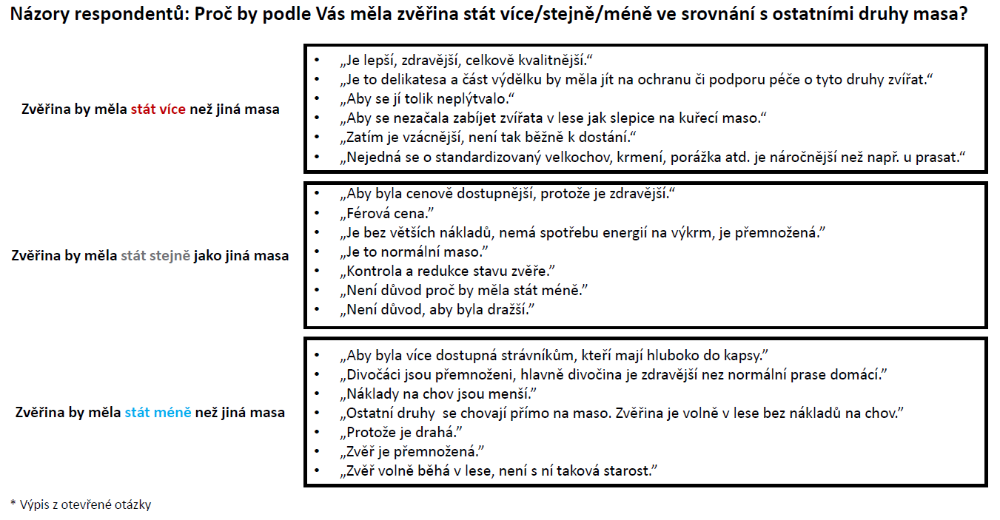 Názory respondentů: Proč by podle Vás měla zvěřina stát více/stejně/méně ve srovnání s ostatními druhy masa?
Zvěřina by měla stát více než jiná masa
• „Je lepší, zdravější, celkově kvalitnější.“
• „Je to delikatesa a část výdělku by měla jít na ochranu či podporu péče o tyto druhy zvířat.“
• „Aby se jí tolik neplýtvalo.“
• „Aby se nezačala zabíjet zvířata v lese jak slepice na kuřecí maso.“
• „Zatím je vzácnější, není tak běžně k dostání.“
• „Nejedná se o standardizovaný velkochov, krmení, porážka atd. je náročnější než např. u prasat.“
Zvěřina by měla stát stejně jako jiná masa
• „Aby byla cenově dostupnější, protože je zdravější.“
• „Férová cena.”
• „Je bez větších nákladů, nemá spotřebu energií na výkrm, je přemnožená.”
• „Je to normální maso.”
• „Kontrola a redukce stavu zvěře.”
• „Není důvod proč by měla stát méně.”
• „Není důvod, aby byla dražší.”
Zvěřina by měla stát méně než jiná masa
• „Aby byla více dostupná strávníkům, kteří mají hluboko do kapsy.”
• „Divočáci jsou přemnoženi, hlavně divočina je zdravější nez normální prase domácí.”
• „Náklady na chov jsou menší.”
• „Ostatní druhy  se chovají přímo na maso. Zvěřina je volně v lese bez nákladů na chov.”
• „Protože je drahá.”
• „Zvěř je přemnožená.”
• „Zvěř volně běhá v lese, není s ní taková starost.”
* Výpis z otevřené otázky